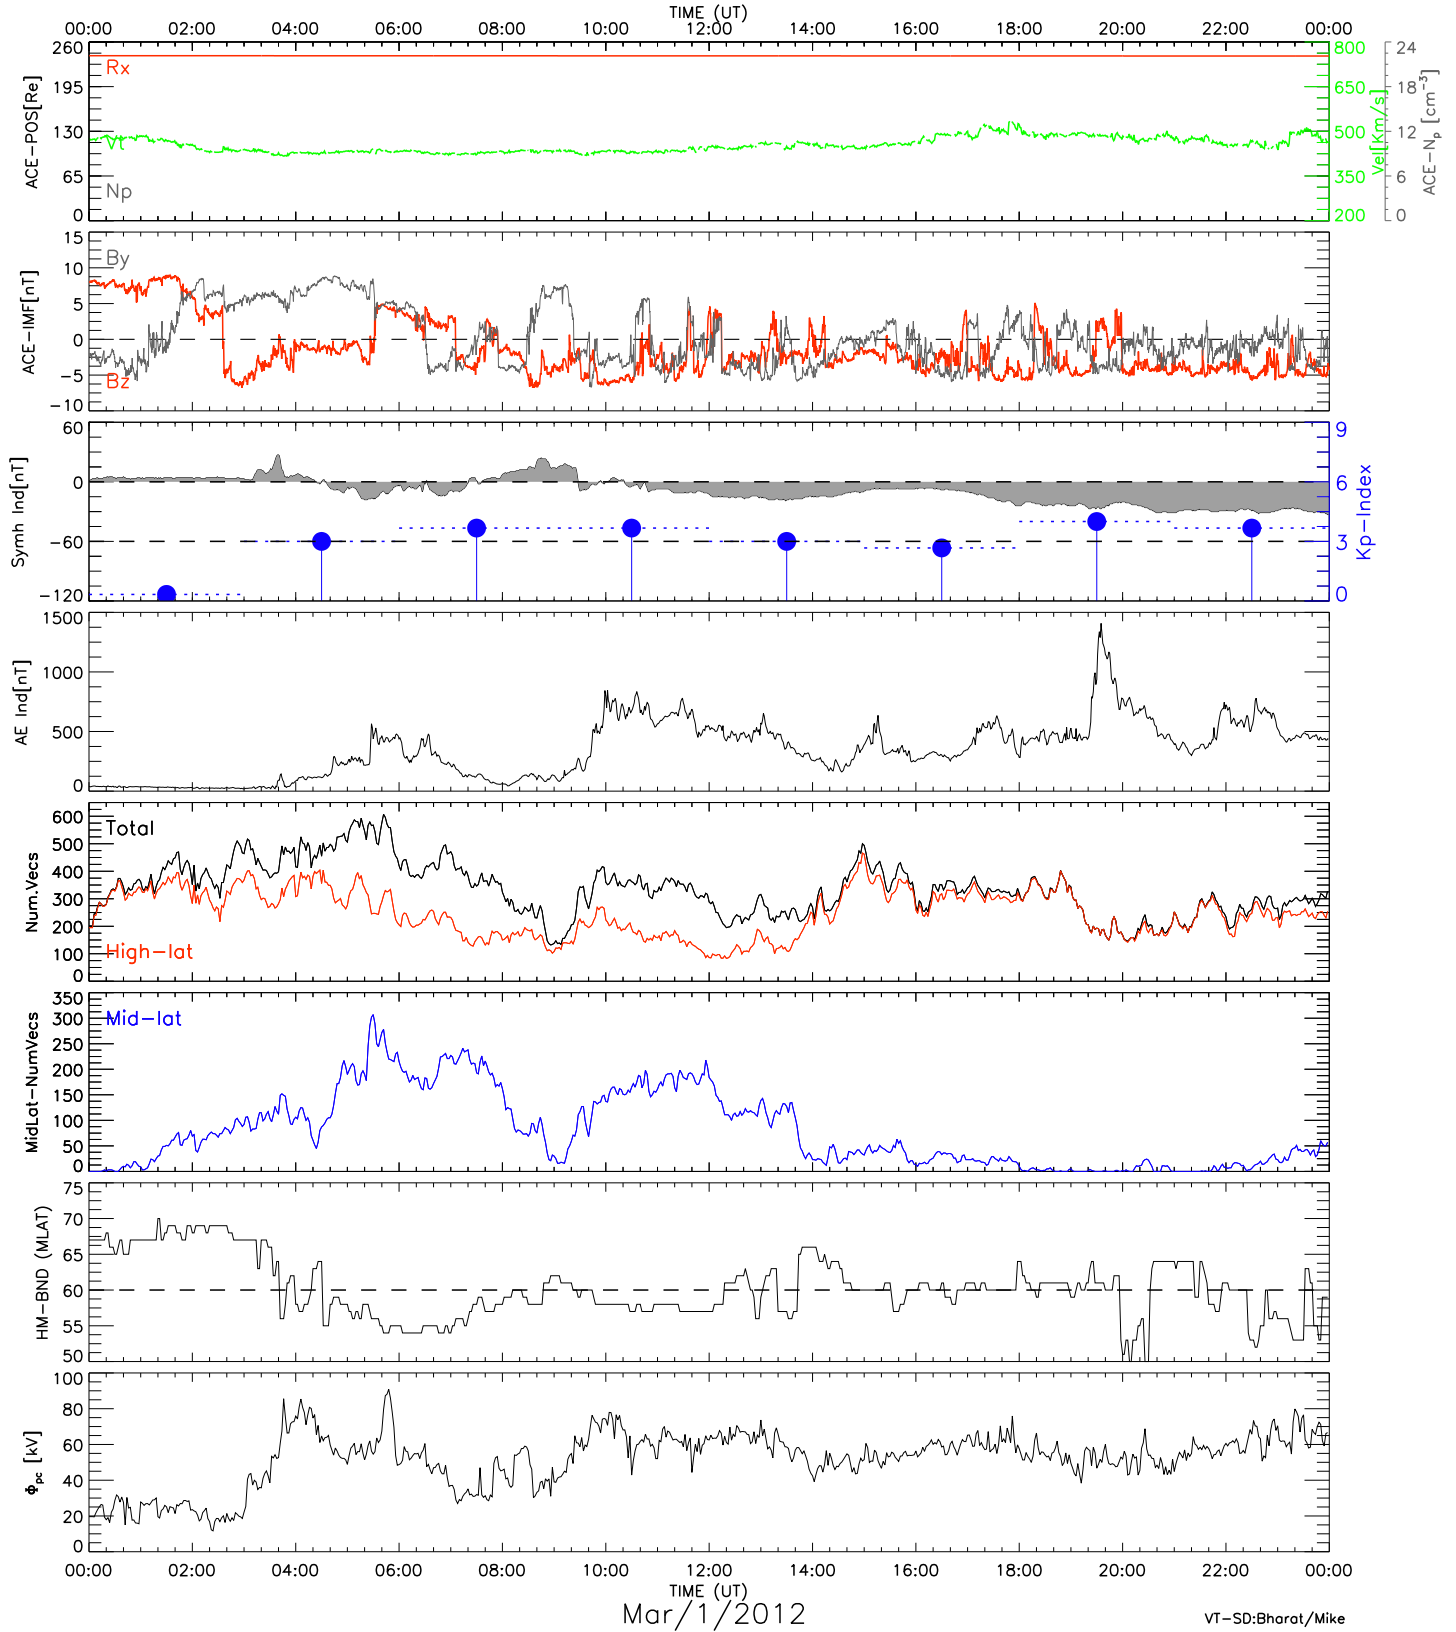 TIME (UT)
00:00 02:00 04:00 06:00 08:00 10:00 12:00 14:00 16:00 18:00 20:00 22:00 00:00
ACE-POS[Re]
260
195
130
65
0
Rx
Np
800
650
500
350
200
Vel[Km/s]
24
18
12
6
0
ACE-Np [cm-3]
ACE-IMF[nT]
15
10
5
0
-5
-10
By
Bz
Symh Ind[nT]
60
0
-60
-120
9
6
3
0
Kp-Index
AE Ind[nT]
1500
1000
500
0
Num.Vecs
600
500
400
300
200
100
0
Total
High-lat
MidLat-NumVecs
350
300
250
200
150
100
50
0
Mid-lat
HM-BND (MLAT)
75
70
65
60
55
50
Φpc [kV]
100
80
60
40
20
0
00:00 02:00 04:00 06:00 08:00 10:00 12:00 14:00 16:00 18:00 20:00 22:00 00:00
TIME (UT)
Mar/1/2012
VT-SD:Bharat/Mike